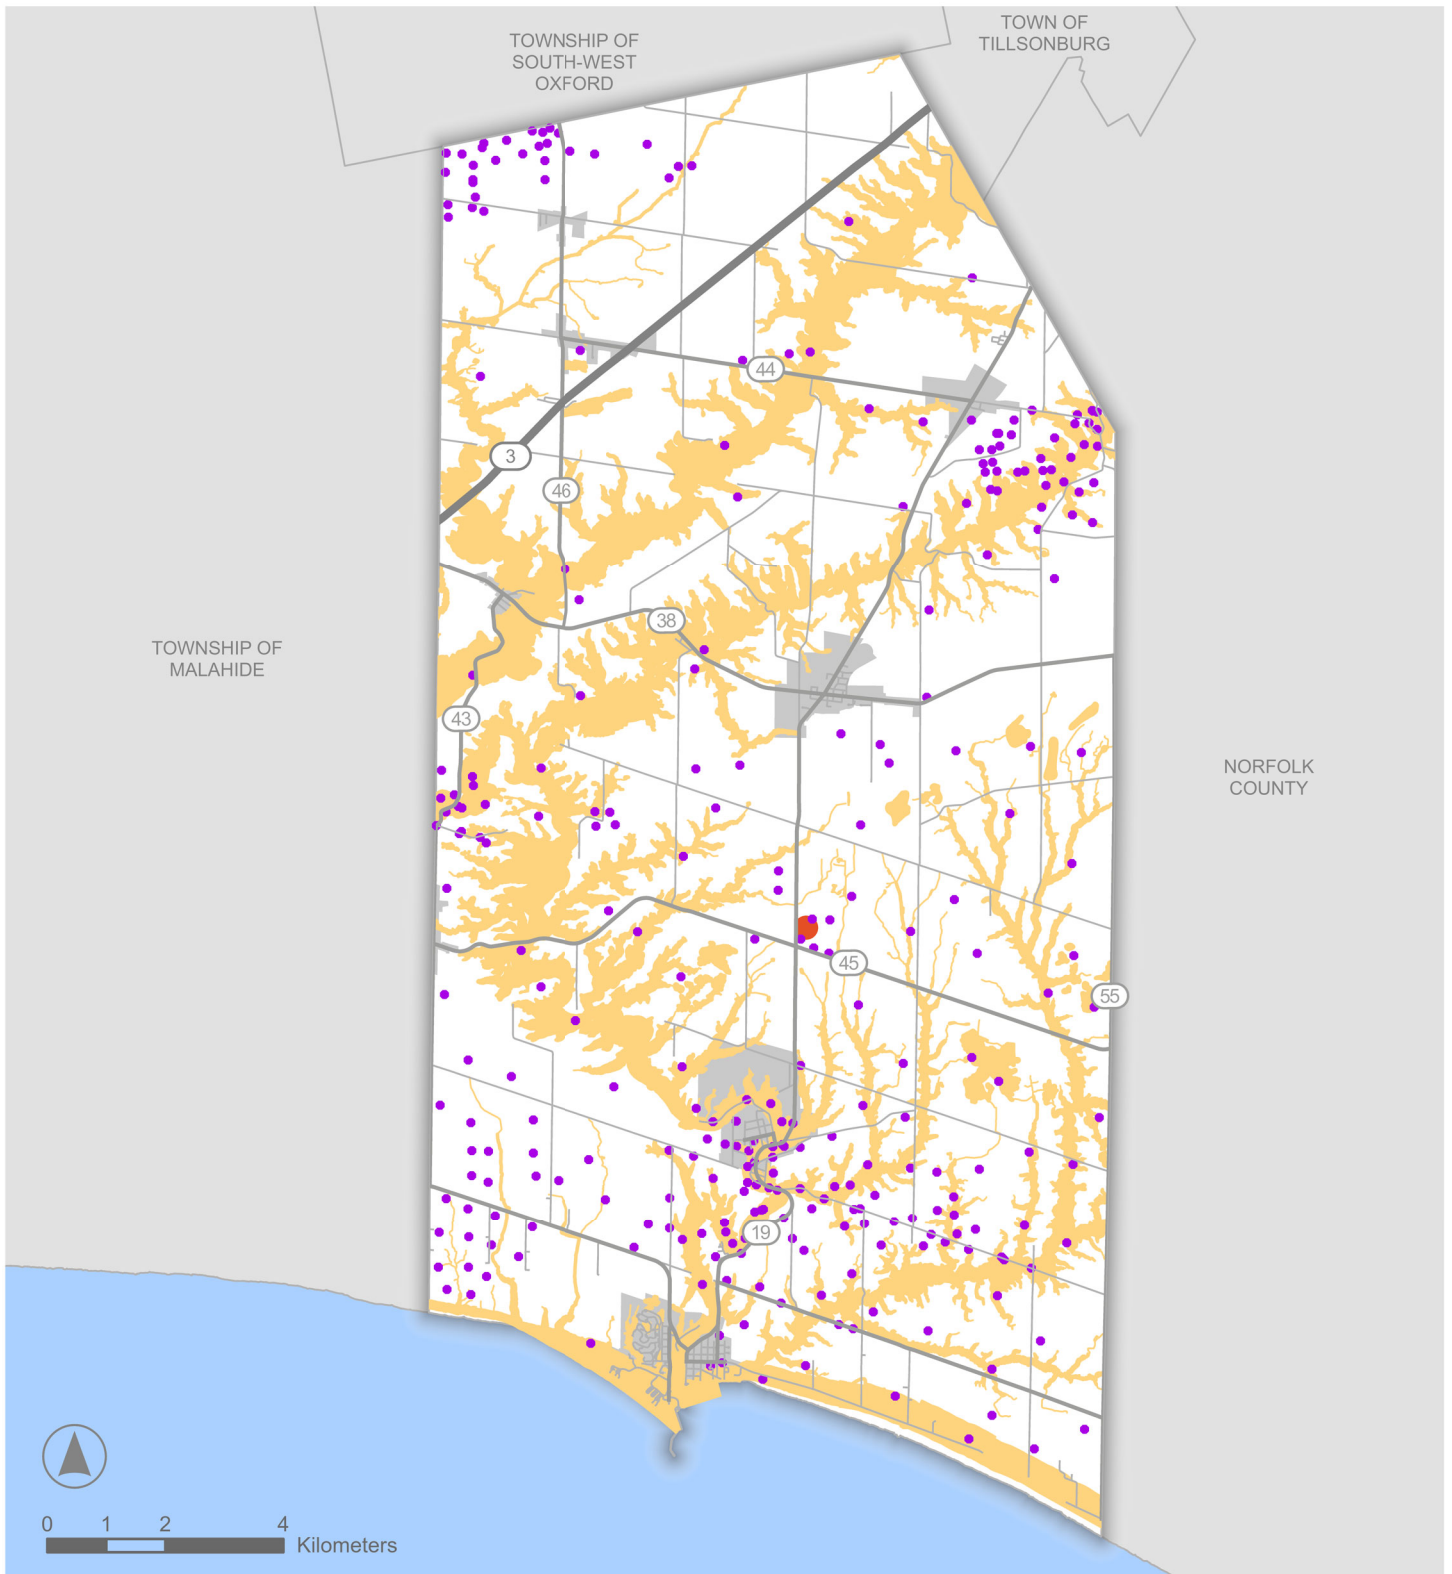 TOWNSHIP OF
SOUTH-WEST
OXFORD
TOWN OF
TILLSONBURG
44
3
46
38
TOWNSHIP OF
MALAHIDE
43
NORFOLK
COUNTY
45
55
19
0 1 2 4
Kilometers